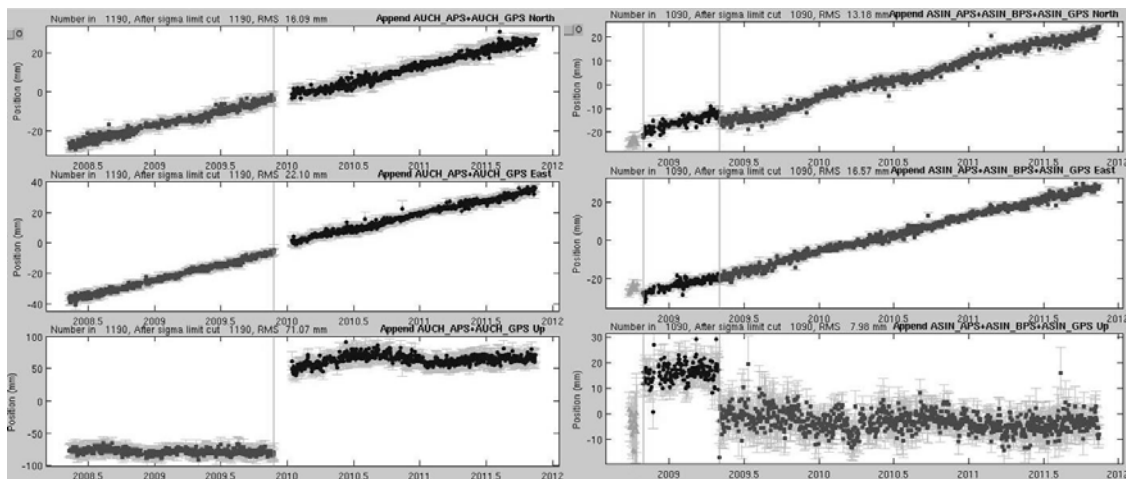 Number in 1190, After sigma limit cut 1190, RMS 16.09 mm Append AUCH_APS+AUCH_GPS North
Position (mm)
20
0
-20
2008.5 2009 2009.5 2010 2010.5 2011 2011.5 2012
Number in 1190, After sigma limit cut 1190, RMS 22.10 mm Append AUCH_APS+AUCH_GPS East
Position (mm)
40
20
0
-20
-40
2008.5 2009 2009.5 2010 2010.5 2011 2011.5 2012
Number in 1190, After sigma limit cut 1190, RMS 71.07 mm Append AUCH_APS+AUCH_GPS Up
Position (mm)
100
50
0
-50
-100
2008.5 2009 2009.5 2010 2010.5 2011 2011.5 2012
Number in 1090, After sigma limit cut 1090, RMS 13.18 mm Append ASIN_APS+ASIN_BPS+ASIN_GPS North
Position (mm)
20
10
0
-10
-20
2009 2009.5 2010 2010.5 2011 2011.5 2012
Number in 1090, After sigma limit cut 1090, RMS 16.57 mm Append ASIN_APS+ASIN_BPS+ASIN_GPS East
Position (mm)
20
0
-20
2009 2009.5 2010 2010.5 2011 2011.5 2012
Number in 1090, After sigma limit cut 1090, RMS 7.98 mm Append ASIN_APS+ASIN_BPS+ASIN_GPS Up
Position (mm)
30
20
10
0
-10
2009 2009.5 2010 2010.5 2011 2011.5 2012